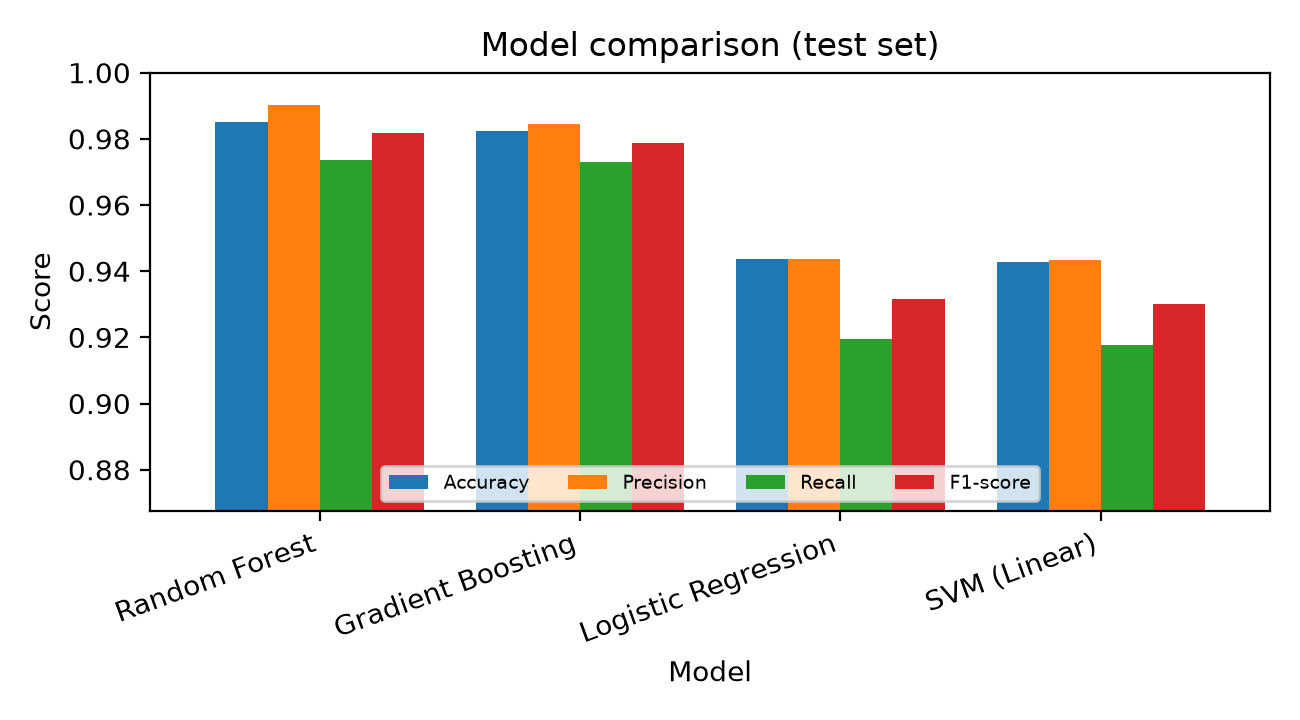 Model comparison (test set)
1.00
0.98
0.96
0.94
0.92
0.90
0.88
Score
Accuracy Precision Recall F1-score
Random Forest
Gradient Boosting
Logistic Regression
SVM (Linear)
Model